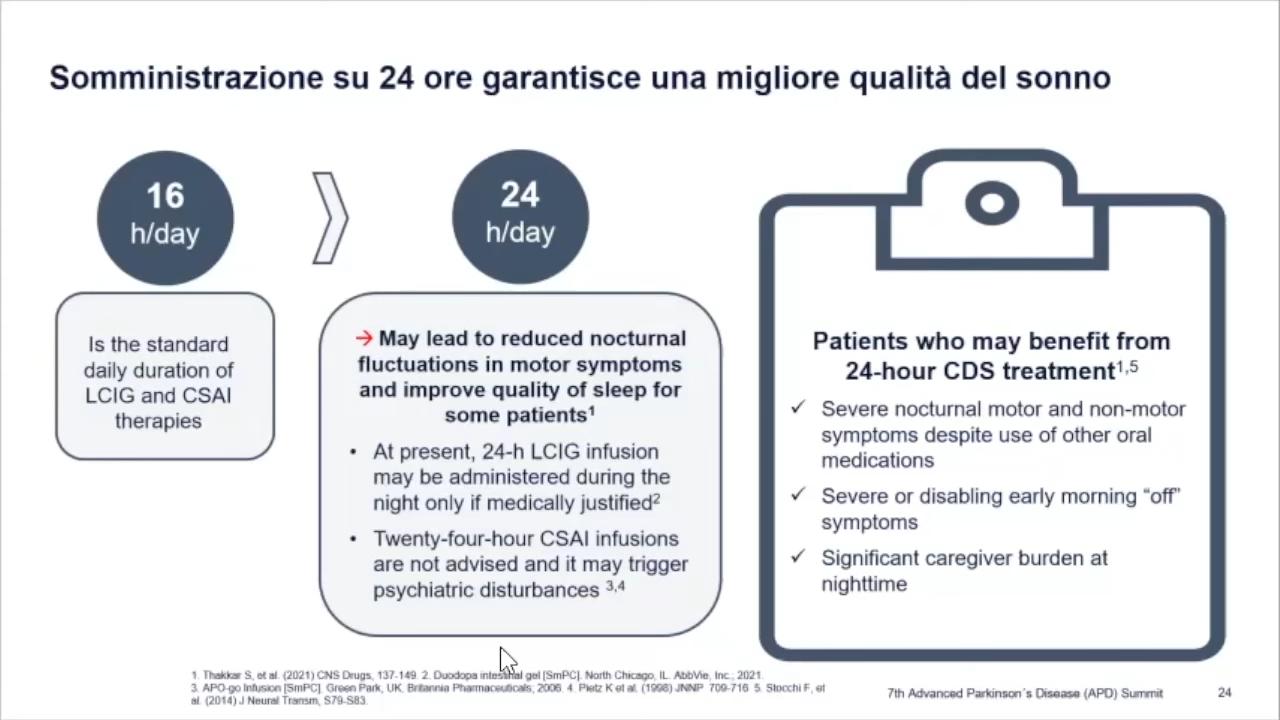 Somministrazione su 24 ore garantisce una migliore qualità del sonno
16
h/day
Is the standard
daily duration of
LCIG and CSAI
therapies
24
h/day
→ May lead to reduced nocturnal
fluctuations in motor symptoms
and improve quality of sleep for
some patients¹
• At present, 24-h LCIG infusion
may be administered during the
night only if medically justified²
• Twenty-four-hour CSAI infusions
are not advised and it may trigger
psychiatric disturbances ³,⁴
Patients who may benefit from
24-hour CDS treatment¹,⁵
✓ Severe nocturnal motor and non-motor
symptoms despite use of other oral
medications
✓ Severe or disabling early morning “off”
symptoms
✓ Significant caregiver burden at
nighttime
1. Thakkar S, et al. (2021) CNS Drugs, 137-149. 2. Duodopa intestinal gel [SmPC]. North Chicago, IL. AbbVie, Inc.; 2021.
3. APO-go Infusion [SmPC]. Green Park, UK, Britannia Pharmaceuticals; 2006. 4. Pietz K et al. (1998) JNNP 709-716 5. Stocchi F, et
al. (2014) J Neural Transm, S79-S83.
7th Advanced Parkinson´s Disease (APD) Summit
24